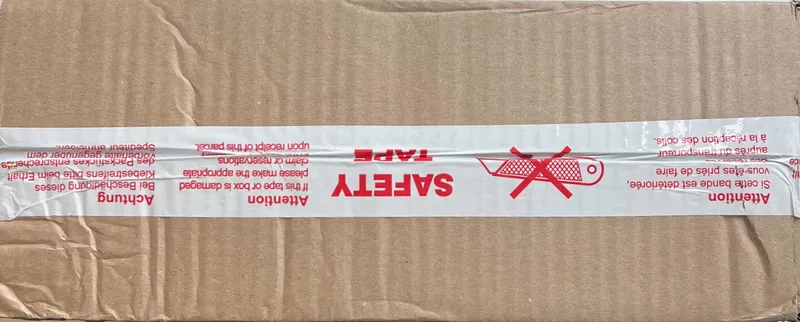 Attention
Si cette bande est détériorée,
vous êtes priés de faire
auprès du transporteur
à la réception des colis.
SAFETY
TAPE
Attention
If this tape or box is damaged
please make the appropriate
claim or reservations
upon receipt of this parcel.
Achtung
Bei Beschädigung dieses
Klebestreifens bitte beim Erhalt
des Packstückes entsprechende
Vorbehalte gegenüber dem
Spediteur anmelden.